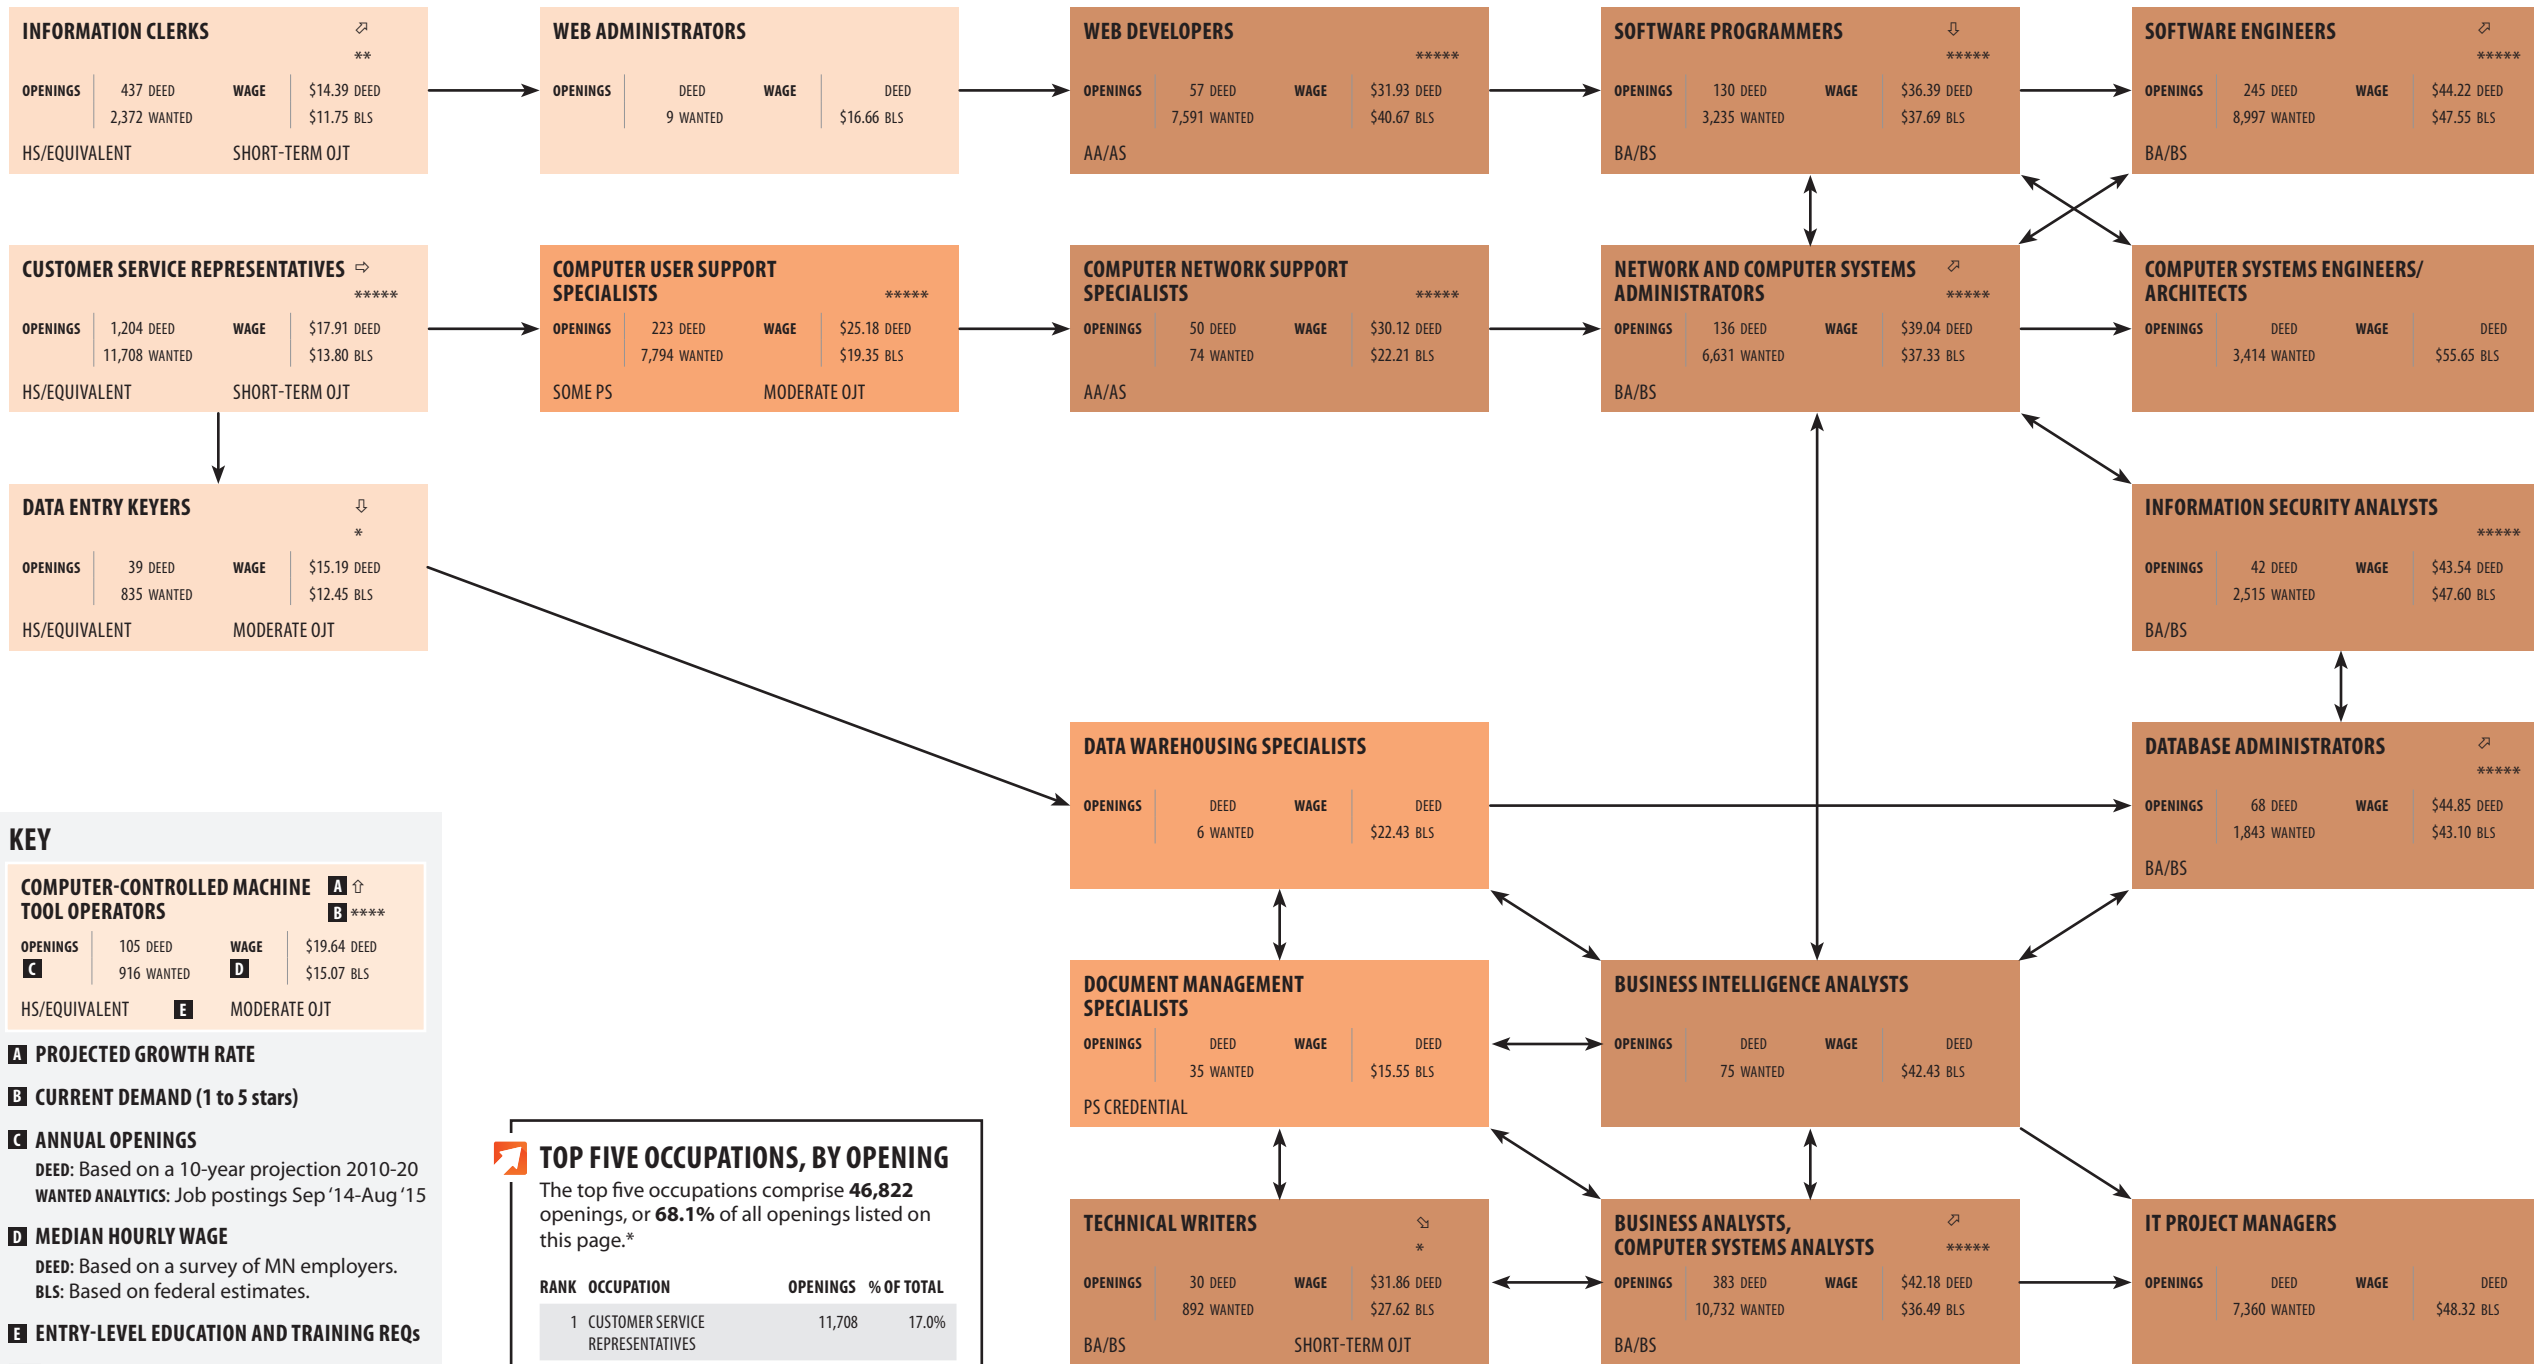 INFORMATION CLERKS
**
OPENINGS 437 DEED WAGE $14.39 DEED
2,372 WANTED $11.75 BLS
HS/EQUIVALENT SHORT-TERM OJT
WEB ADMINISTRATORS
OPENINGS DEED WAGE DEED
9 WANTED $16.66 BLS
WEB DEVELOPERS
*****
OPENINGS 57 DEED WAGE $31.93 DEED
7,591 WANTED $40.67 BLS
AA/AS
SOFTWARE PROGRAMMERS
*****
OPENINGS 130 DEED WAGE $36.39 DEED
3,235 WANTED $37.69 BLS
BA/BS
SOFTWARE ENGINEERS
*****
OPENINGS 245 DEED WAGE $44.22 DEED
8,997 WANTED $47.55 BLS
BA/BS
CUSTOMER SERVICE REPRESENTATIVES
*****
OPENINGS 1,204 DEED WAGE $17.91 DEED
11,708 WANTED $13.80 BLS
HS/EQUIVALENT SHORT-TERM OJT
COMPUTER USER SUPPORT
SPECIALISTS *****
OPENINGS 223 DEED WAGE $25.18 DEED
7,794 WANTED $19.35 BLS
SOME PS MODERATE OJT
COMPUTER NETWORK SUPPORT
SPECIALISTS *****
OPENINGS 50 DEED WAGE $30.12 DEED
74 WANTED $22.21 BLS
AA/AS
NETWORK AND COMPUTER SYSTEMS
ADMINISTRATORS *****
OPENINGS 136 DEED WAGE $39.04 DEED
6,631 WANTED $37.33 BLS
BA/BS
COMPUTER SYSTEMS ENGINEERS/
ARCHITECTS
OPENINGS DEED WAGE DEED
3,414 WANTED $55.65 BLS
DATA ENTRY KEYERS
*
OPENINGS 39 DEED WAGE $15.19 DEED
835 WANTED $12.45 BLS
HS/EQUIVALENT MODERATE OJT
INFORMATION SECURITY ANALYSTS
*****
OPENINGS 42 DEED WAGE $43.54 DEED
2,515 WANTED $47.60 BLS
BA/BS
DATA WAREHOUSING SPECIALISTS
OPENINGS DEED WAGE DEED
6 WANTED $22.43 BLS
DATABASE ADMINISTRATORS
*****
OPENINGS 68 DEED WAGE $44.85 DEED
1,843 WANTED $43.10 BLS
BA/BS
KEY
COMPUTER-CONTROLLED MACHINE A
TOOL OPERATORS B ****
OPENINGS 105 DEED WAGE $19.64 DEED
C 916 WANTED D $15.07 BLS
HS/EQUIVALENT E MODERATE OJT
A PROJECTED GROWTH RATE
B CURRENT DEMAND (1 to 5 stars)
C ANNUAL OPENINGS
DEED: Based on a 10-year projection 2010-20
WANTED ANALYTICS: Job postings Sep '14-Aug '15
D MEDIAN HOURLY WAGE
DEED: Based on a survey of MN employers.
BLS: Based on federal estimates.
E ENTRY-LEVEL EDUCATION AND TRAINING REQs
TOP FIVE OCCUPATIONS, BY OPENING
The top five occupations comprise 46,822
openings, or 68.1% of all openings listed on
this page.*
RANK OCCUPATION OPENINGS % OF TOTAL
1 CUSTOMER SERVICE 11,708 17.0%
REPRESENTATIVES
DOCUMENT MANAGEMENT
SPECIALISTS
OPENINGS DEED WAGE DEED
35 WANTED $15.55 BLS
PS CREDENTIAL
BUSINESS INTELLIGENCE ANALYSTS
OPENINGS DEED WAGE DEED
75 WANTED $42.43 BLS
TECHNICAL WRITERS
*
OPENINGS 30 DEED WAGE $31.86 DEED
892 WANTED $27.62 BLS
BA/BS SHORT-TERM OJT
BUSINESS ANALYSTS,
COMPUTER SYSTEMS ANALYSTS *****
OPENINGS 383 DEED WAGE $42.18 DEED
10,732 WANTED $36.49 BLS
BA/BS
IT PROJECT MANAGERS
OPENINGS DEED WAGE DEED
7,360 WANTED $48.32 BLS